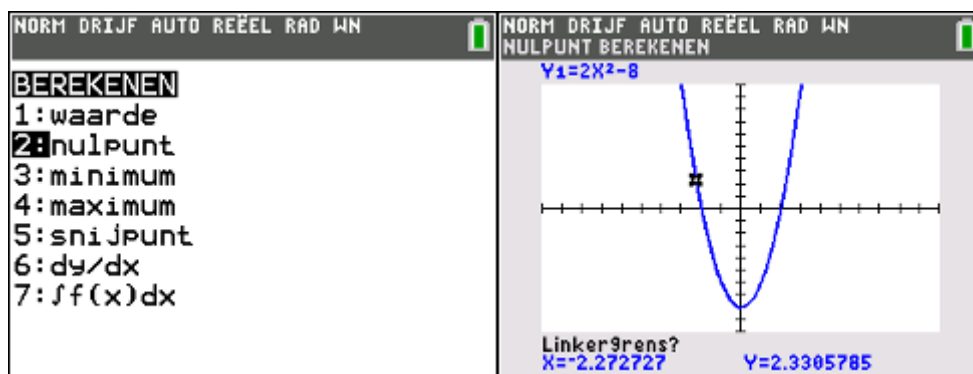 NORM DRIJF AUTO REËEL RAD WN
BEREKENEN
1:waarde
2:nulpunt
3:minimum
4:maximum
5:snijpunt
6:dy/dx
7:∫f(x)dx
NORM DRIJF AUTO REËEL RAD WN
NULPUNT BEREKENEN
Y1=2X²-8
Linkergrens?
X=-2.272727 Y=2.3305785